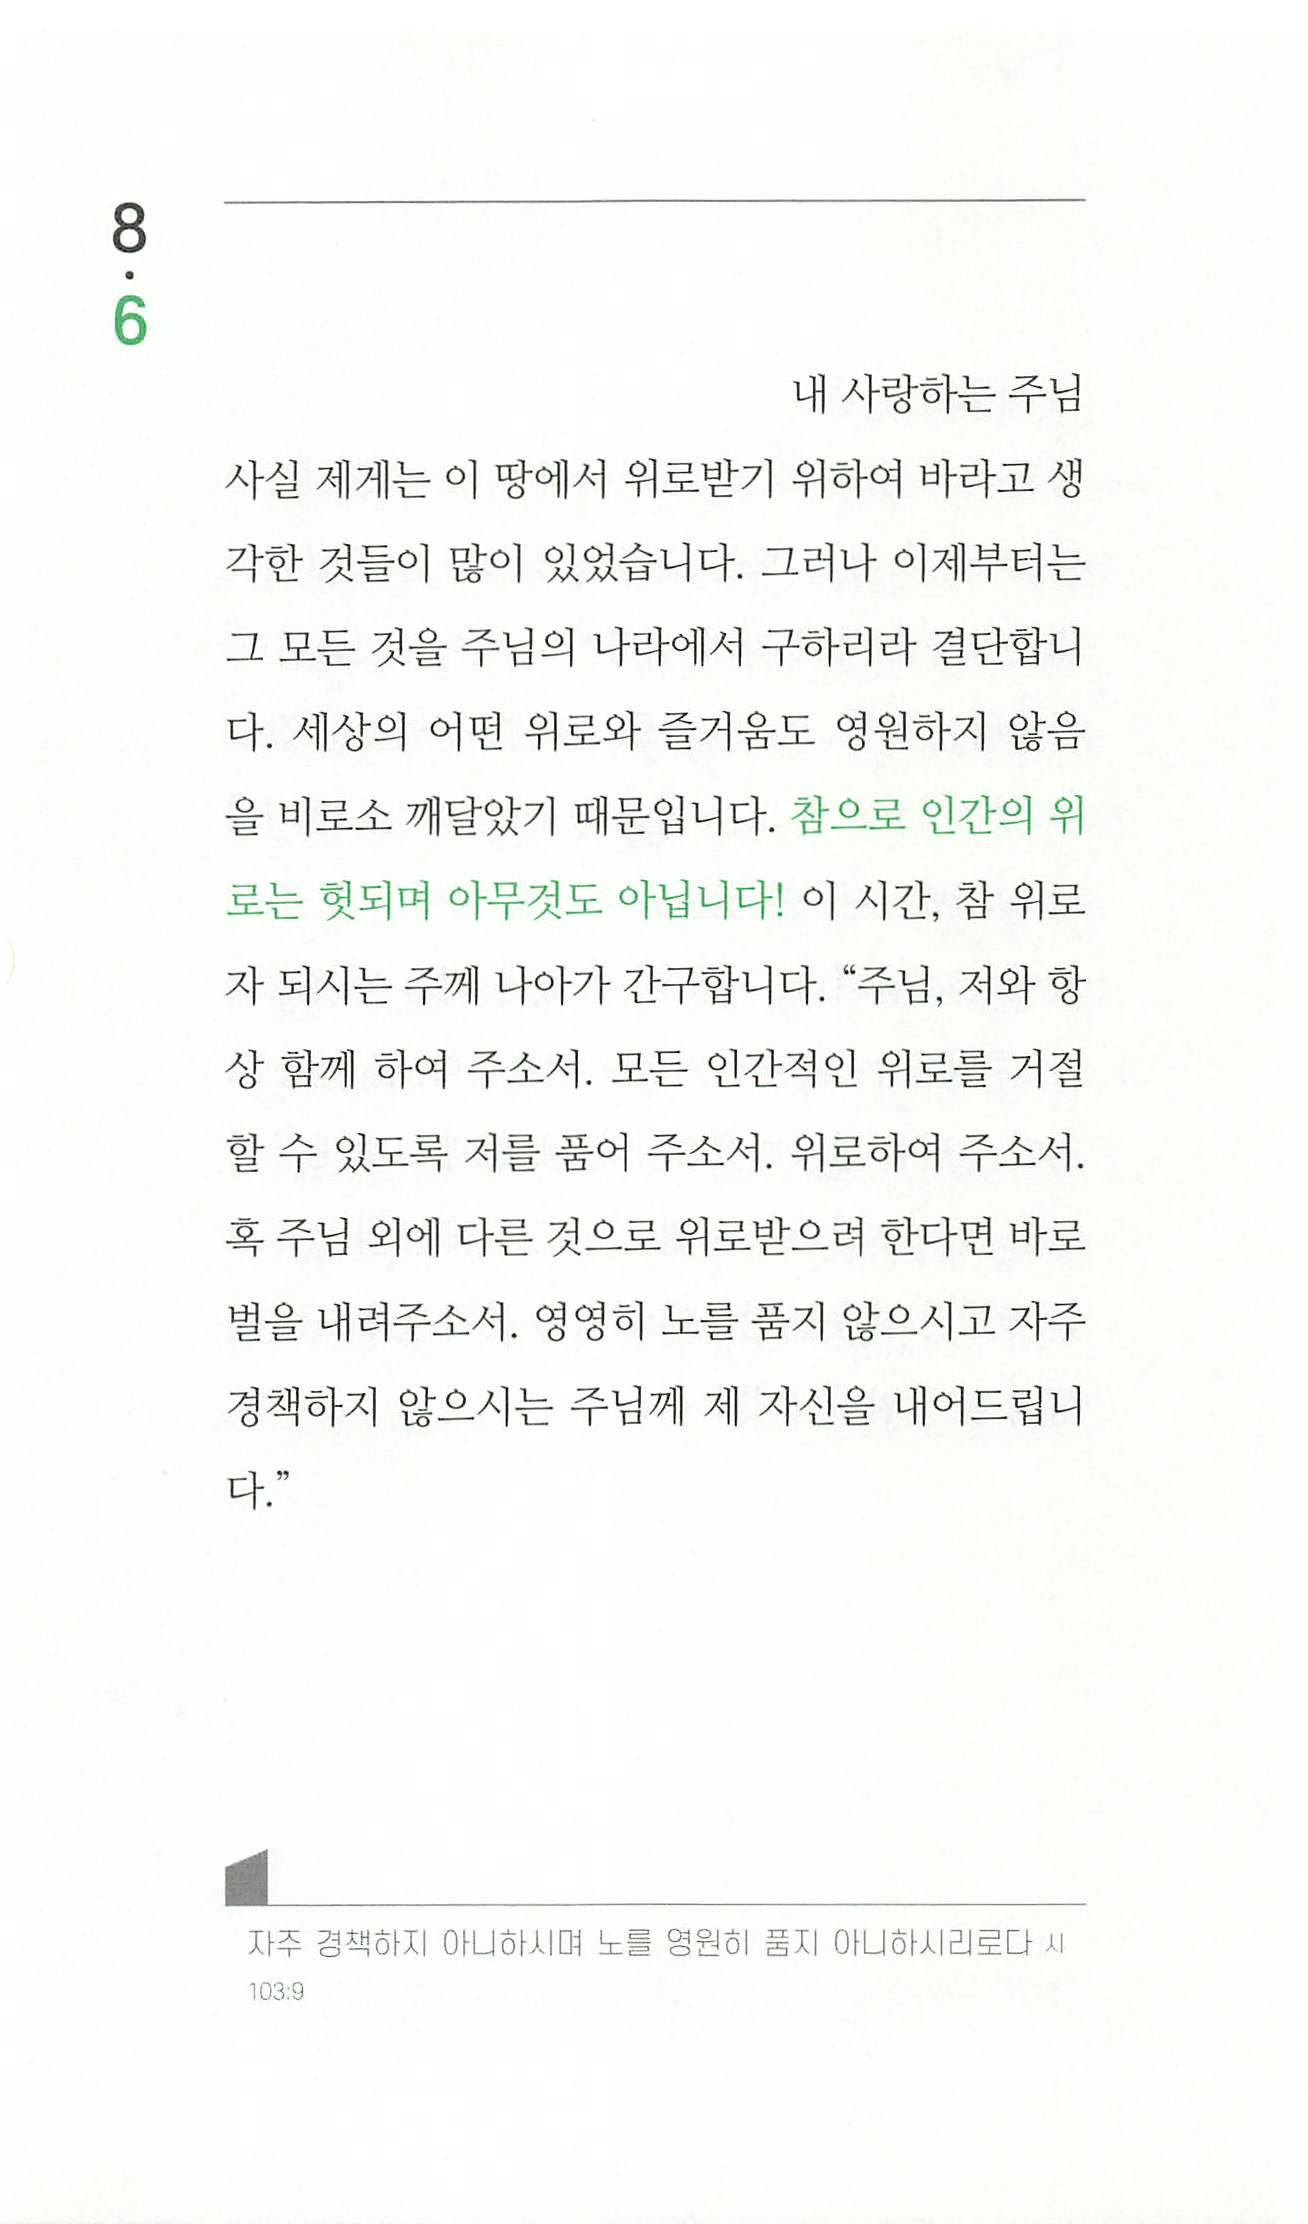 8
·
6
내 사랑하는 주님
사실 제게는 이 땅에서 위로받기 위하여 바라고 생
각한 것들이 많이 있었습니다. 그러나 이제부터는
그 모든 것을 주님의 나라에서 구하리라 결단합니
다. 세상의 어떤 위로와 즐거움도 영원하지 않음
을 비로소 깨달았기 때문입니다. 참으로 인간의 위
로는 헛되며 아무것도 아닙니다! 이 시간, 참 위로
자 되시는 주께 나아가 간구합니다. “주님, 저와 항
상 함께 하여 주소서. 모든 인간적인 위로를 거절
할 수 있도록 저를 품어 주소서. 위로하여 주소서.
혹 주님 외에 다른 것으로 위로받으려 한다면 바로
벌을 내려주소서. 영영히 노를 품지 않으시고 자주
경책하지 않으시는 주님께 제 자신을 내어드립니
다.”
자주 경책하지 아니하시며 노를 영원히 품지 아니하시리로다 시
103:9